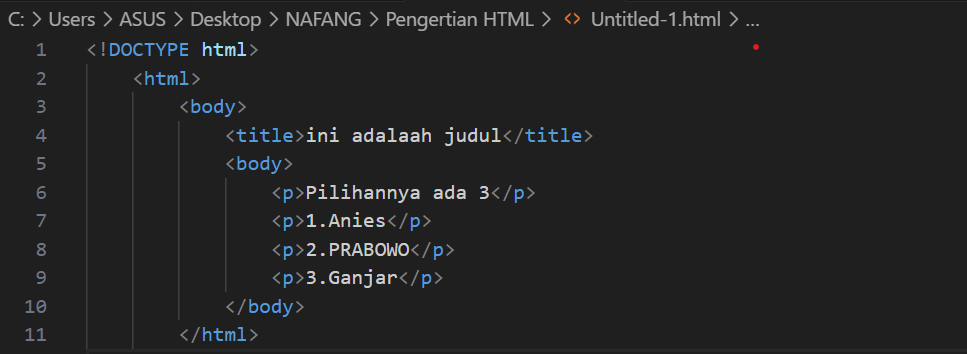 C: > Users > ASUS > Desktop > NAFANG > Pengertian HTML > <> Untitled-1.html > ...
1 <!DOCTYPE html>
2 <html>
3 <body>
4 <title>ini adalaah judul</title>
5 <body>
6 <p>Pilihannya ada 3</p>
7 <p>1.Anies</p>
8 <p>2.PRABOWO</p>
9 <p>3.Ganjar</p>
10 </body>
11 </html>